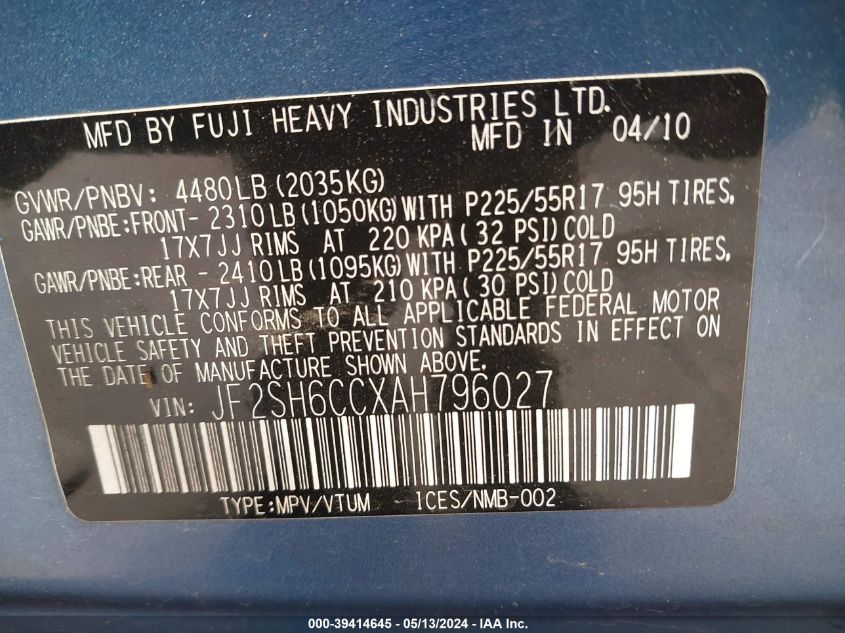 MFD BY FUJI HEAVY INDUSTRIES LTD.
MFD IN 04/10
GVWR/PNBV: 4480LB(2035KG)
GAWR/PNBE:FRONT- 2310LB(1050KG)WITH P225/55R17 95H TIRES,
17X7JJ RIMS AT 220 KPA( 32 PSI)COLD
GAWR/PNBE:REAR - 2410LB(1095KG)WITH P225/55R17 95H TIRES,
17X7JJ RIMS AT 210 KPA( 30 PSI)COLD
THIS VEHICLE CONFORMS TO ALL APPLICABLE FEDERAL MOTOR
VEHICLE SAFETY AND THEFT PREVENTION STANDARDS IN EFFECT ON
THE DATE OF MANUFACTURE SHOWN ABOVE.
VIN: JF2SH6CCXAH796027
TYPE:MPV/VTUM ICES/NMB-002
000-39414645 - 05/13/2024 - IAA Inc.